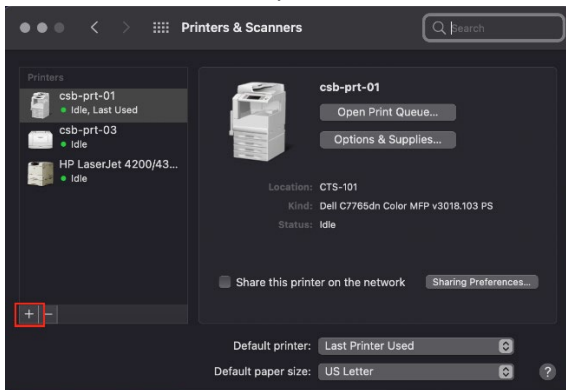 Printers & Scanners
Search
Printers
csb-prt-01
Idle, Last Used
csb-prt-03
Idle
HP LaserJet 4200/43...
Idle
csb-prt-01
Open Print Queue...
Options & Supplies...
Location: CTS-101
Kind: Dell C7765dn Color MFP v3018.103 PS
Status: Idle
Share this printer on the network
Sharing Preferences...
+ −
Default printer: Last Printer Used
Default paper size: US Letter
?